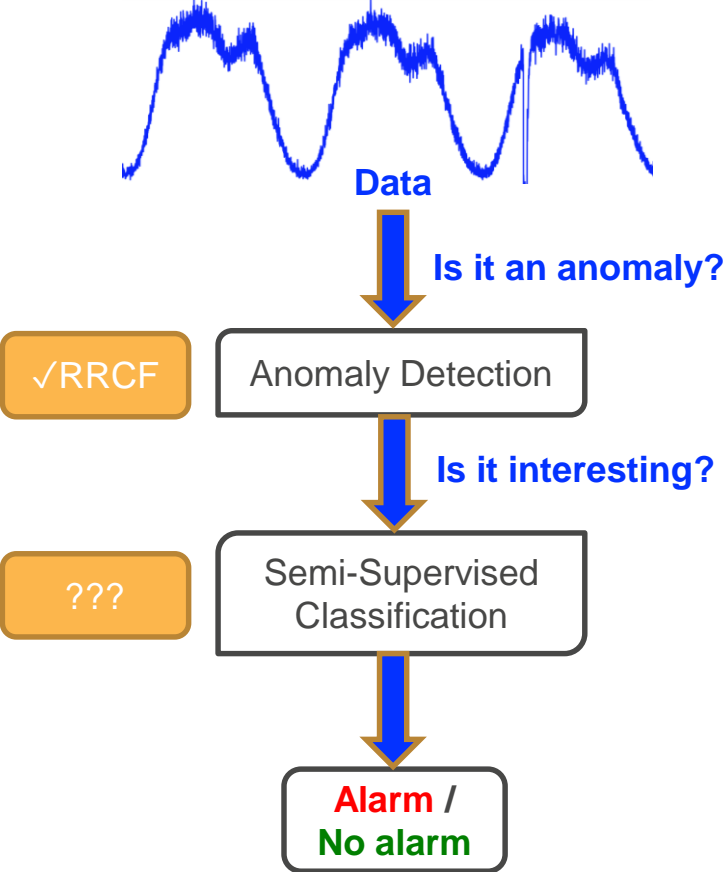 Data
Is it an anomaly?
✓RRCF
Anomaly Detection
Is it interesting?
???
Semi-Supervised
Classification
Alarm /
No alarm